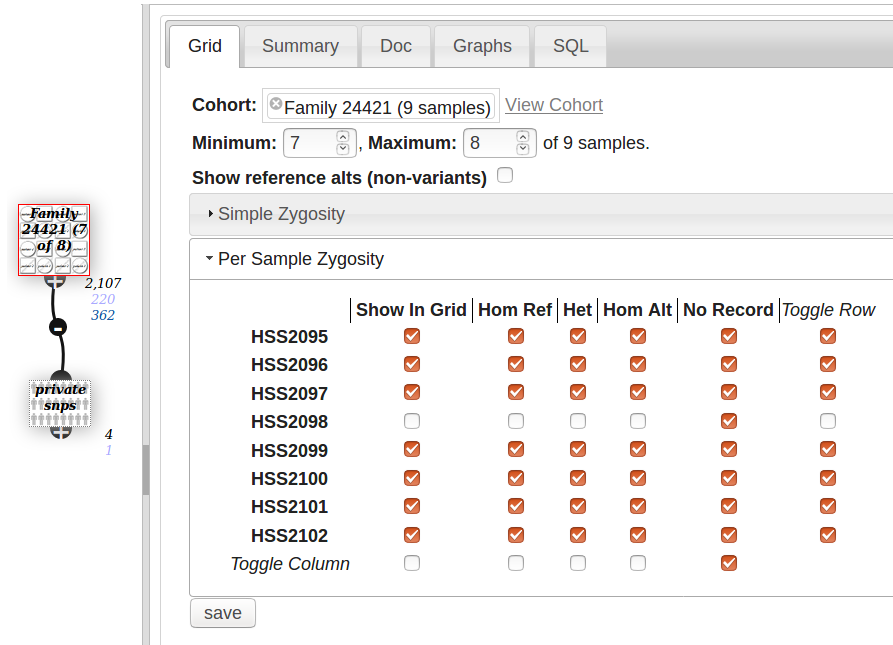 Grid Summary Doc Graphs SQL
Cohort: Family 24421 (9 samples) View Cohort
Minimum: 7 , Maximum: 8 of 9 samples.
Show reference alts (non-variants)
Simple Zygosity
Per Sample Zygosity
Show In Grid Hom Ref Het Hom Alt No Record Toggle Row
HSS2095
HSS2096
HSS2097
HSS2098
HSS2099
HSS2100
HSS2101
HSS2102
Toggle Column
save
Family
24421 (7
of 8)
2,107
220
362
private
snps
4
1